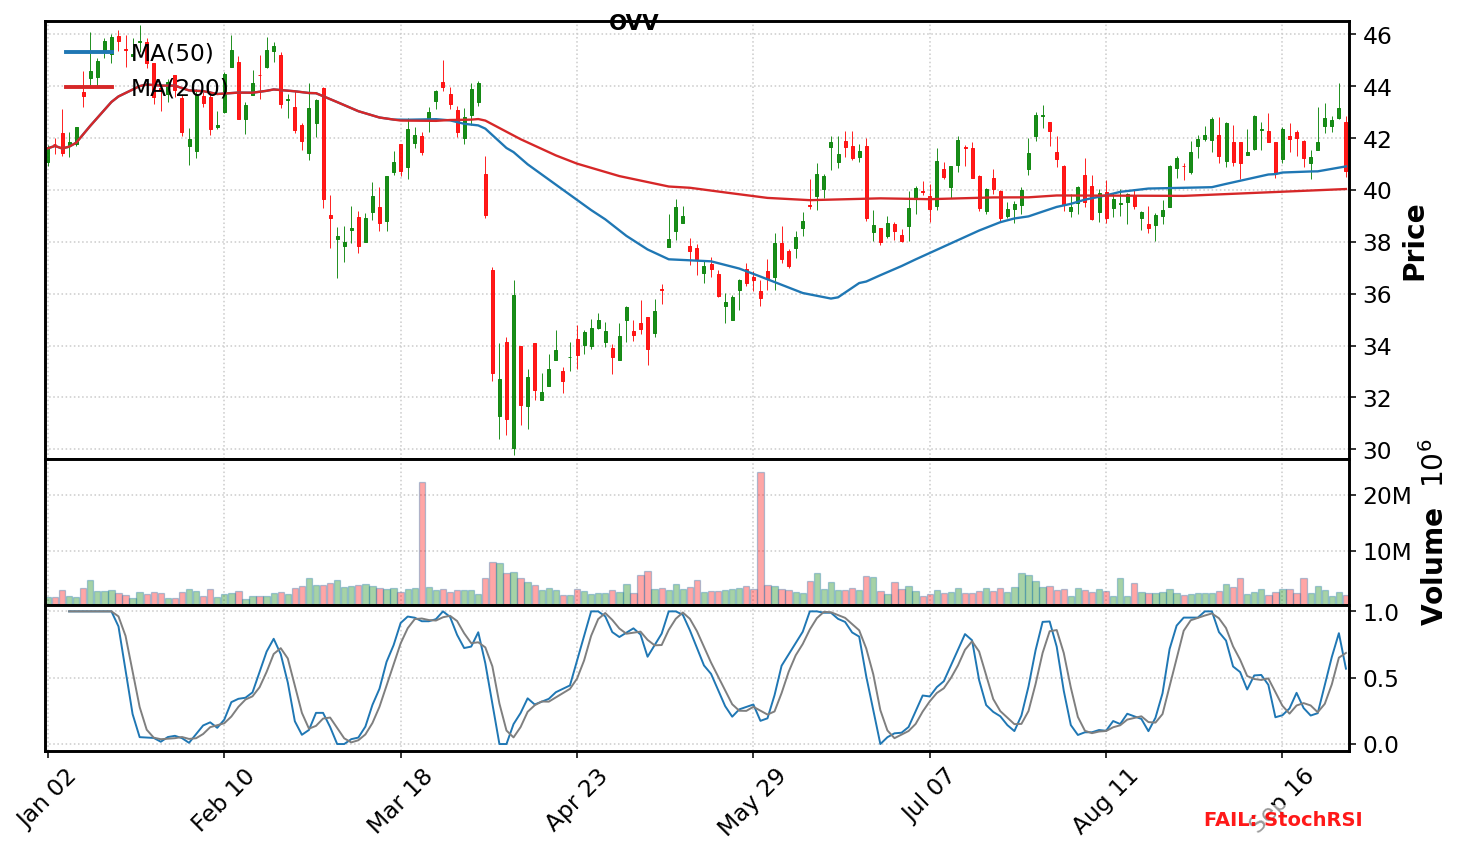 OVV
MA(50)
MA(200)
46
44
42
40
38
36
34
32
30
Price
20M
10M
Volume 10^6
1.0
0.5
0.0
Jan 02
Feb 10
Mar 18
Apr 23
May 29
Jul 07
Aug 11
Sep 16
FAIL: StochRSI